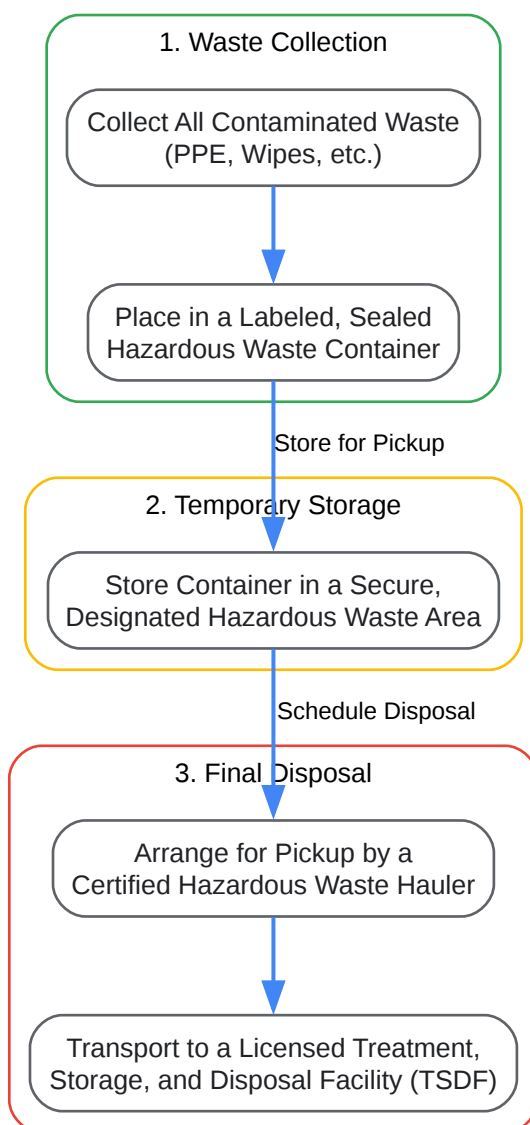 1. Waste Collection
Collect All Contaminated Waste
(PPE, Wipes, etc.)
Place in a Labeled, Sealed
Hazardous Waste Container
Store for Pickup
2. Temporary Storage
Store Container in a Secure,
Designated Hazardous Waste Area
Schedule Disposal
3. Final Disposal
Arrange for Pickup by a
Certified Hazardous Waste Hauler
Transport to a Licensed Treatment,
Storage, and Disposal Facility (TSDF)